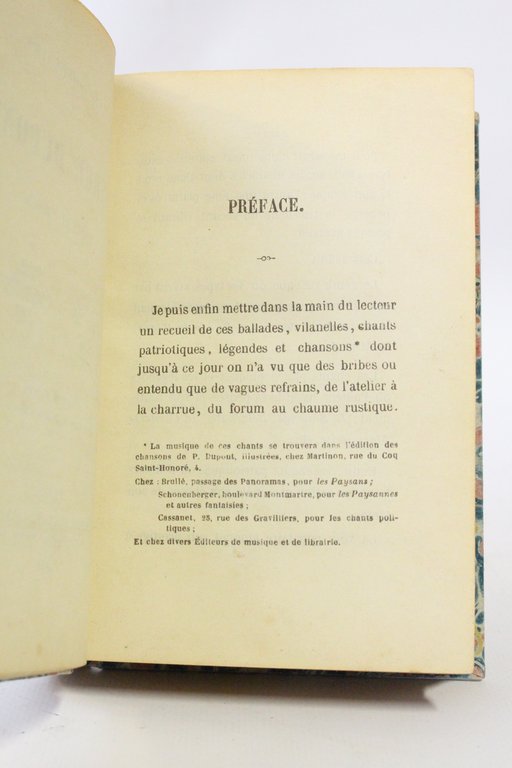 PRÉFACE.
Je puis enfin mettre dans la main du lecteur
un recueil de ces ballades, vilanelles, chants
patriotiques, légendes et chansons* dont
jusqu'à ce jour on n'a vu que des bribes ou
entendu que de vagues refrains, de l'atelier à
la charrue, du forum au chaume rustique.
* La musique de ces chants se trouvera dans l'édition des
chansons de P. Dupont, illustrées, chez Martinon, rue du Coq
Saint-Honoré, 4.
Chez : Brullé, passage des Panoramas, pour les Paysans ;
Schonenberger, boulevard Montmartre, pour les Paysannes
et autres fantaisies ;
Cassanet, 25, rue des Gravilliers, pour les chants poli-
tiques ;
Et chez divers Éditeurs de musique et de librairie.